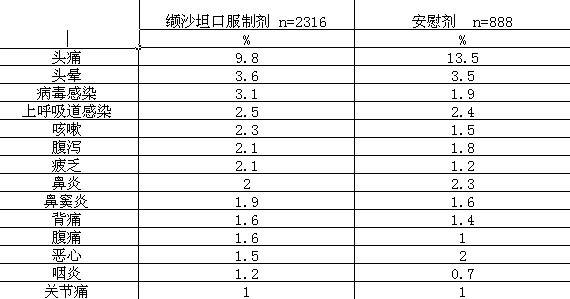 缬沙坦口服制剂 n=2316 安慰剂 n=888
% %
头痛 9.8 13.5
头晕 3.6 3.5
病毒感染 3.1 1.9
上呼吸道感染 2.5 2.4
咳嗽 2.3 1.5
腹泻 2.1 1.8
疲乏 2.1 1.2
鼻炎 2 2.3
鼻窦炎 1.9 1.6
背痛 1.6 1.4
腹痛 1.6 1
恶心 1.5 2
咽炎 1.2 0.7
关节痛 1 1